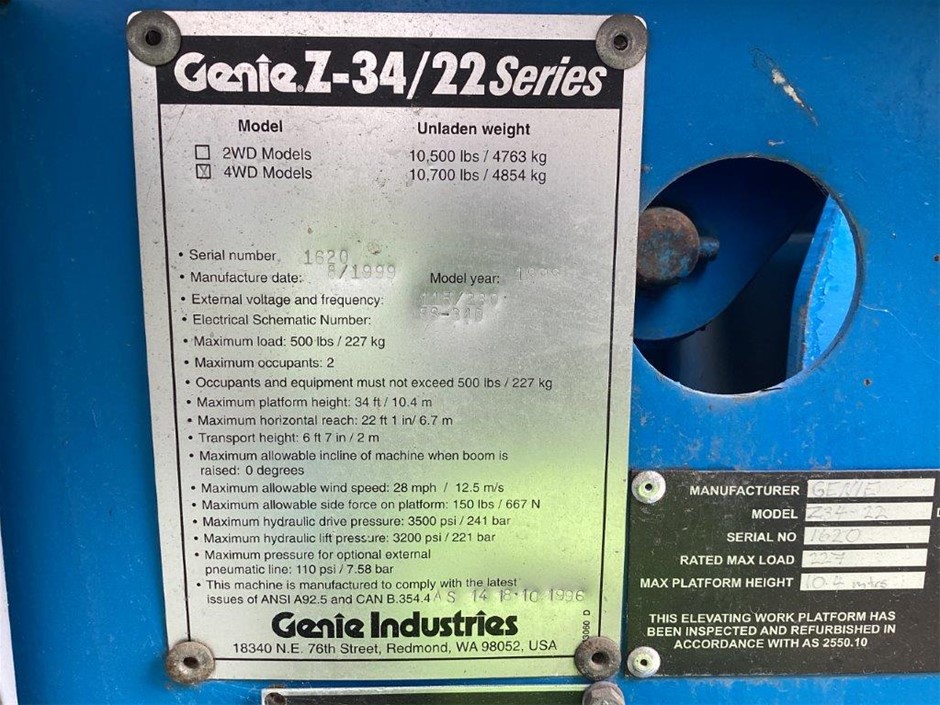 Genie Z-34/22 Series
Model Unladen weight
2WD Models 10,500 lbs / 4763 kg
4WD Models 10,700 lbs / 4854 kg
• Serial number 1620
• Manufacture date: 8/1999 Model year:
• External voltage and frequency:
• Electrical Schematic Number:
• Maximum load: 500 lbs / 227 kg
• Maximum occupants: 2
• Occupants and equipment must not exceed 500 lbs / 227 kg
• Maximum platform height: 34 ft / 10.4 m
• Maximum horizontal reach: 22 ft 1 in/ 6.7 m
• Transport height: 6 ft 7 in / 2 m
• Maximum allowable incline of machine when boom is
raised: 0 degrees
• Maximum allowable wind speed: 28 mph / 12.5 m/s
• Maximum allowable side force on platform: 150 lbs / 667 N
• Maximum hydraulic drive pressure: 3500 psi / 241 bar
• Maximum hydraulic lift pressure: 3200 psi / 221 bar
• Maximum pressure for optional external
pneumatic line: 110 psi / 7.58 bar
• This machine is manufactured to comply with the latest
issues of ANSI A92.5 and CAN B.354.4 AS 1418.10-1996
Genie Industries
18340 N.E. 76th Street, Redmond, WA 98052, USA
MANUFACTURER GENIE
MODEL Z34-22
SERIAL NO 1620
RATED MAX LOAD 227
MAX PLATFORM HEIGHT 10.4 mtrs
THIS ELEVATING WORK PLATFORM HAS
BEEN INSPECTED AND REFURBISHED IN
ACCORDANCE WITH AS 2550.10